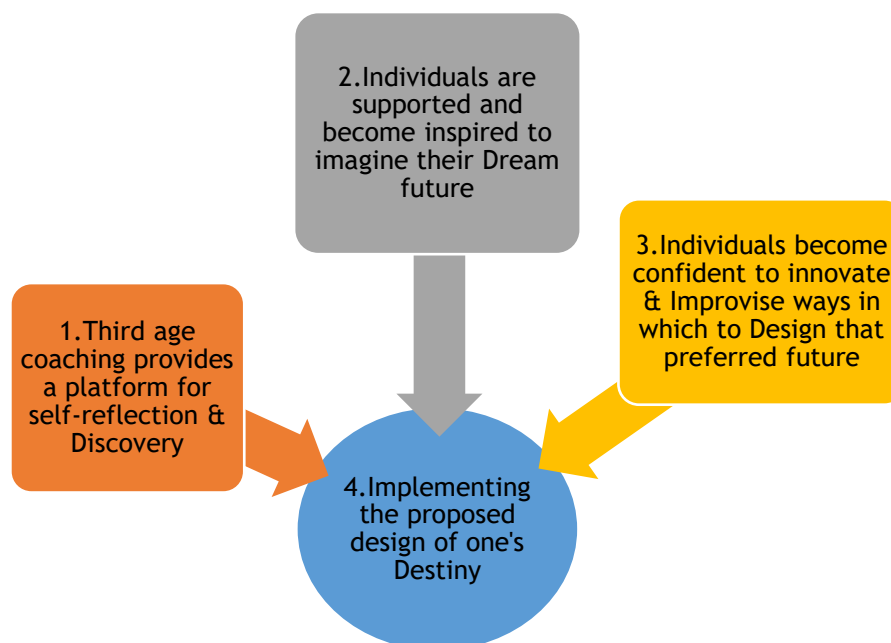 1.Third age
coaching provides
a platform for
self-reflection &
Discovery
2.Individuals are
supported and
become inspired to
imagine their Dream
future
3.Individuals become
confident to innovate
& Improvise ways in
which to Design that
preferred future
4.Implementing
the proposed
design of one's
Destiny